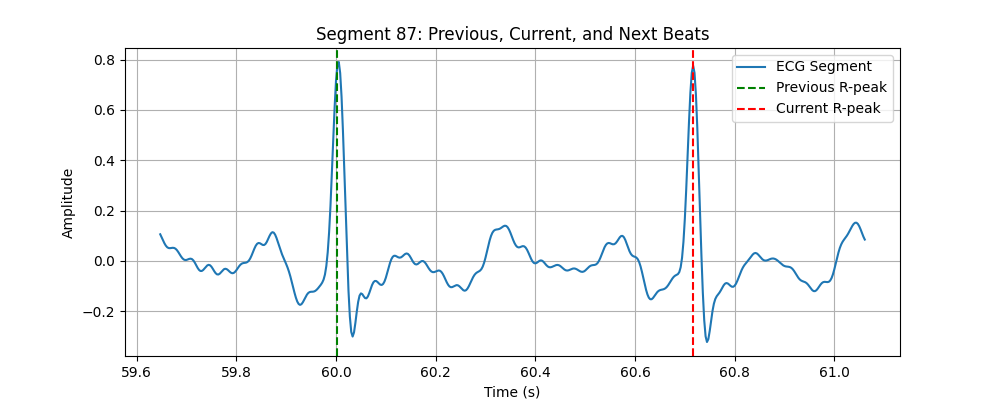 Segment 87: Previous, Current, and Next Beats
ECG Segment
Previous R-peak
Current R-peak
Amplitude
0.8
0.6
0.4
0.2
0.0
−0.2
59.6 59.8 60.0 60.2 60.4 60.6 60.8 61.0
Time (s)